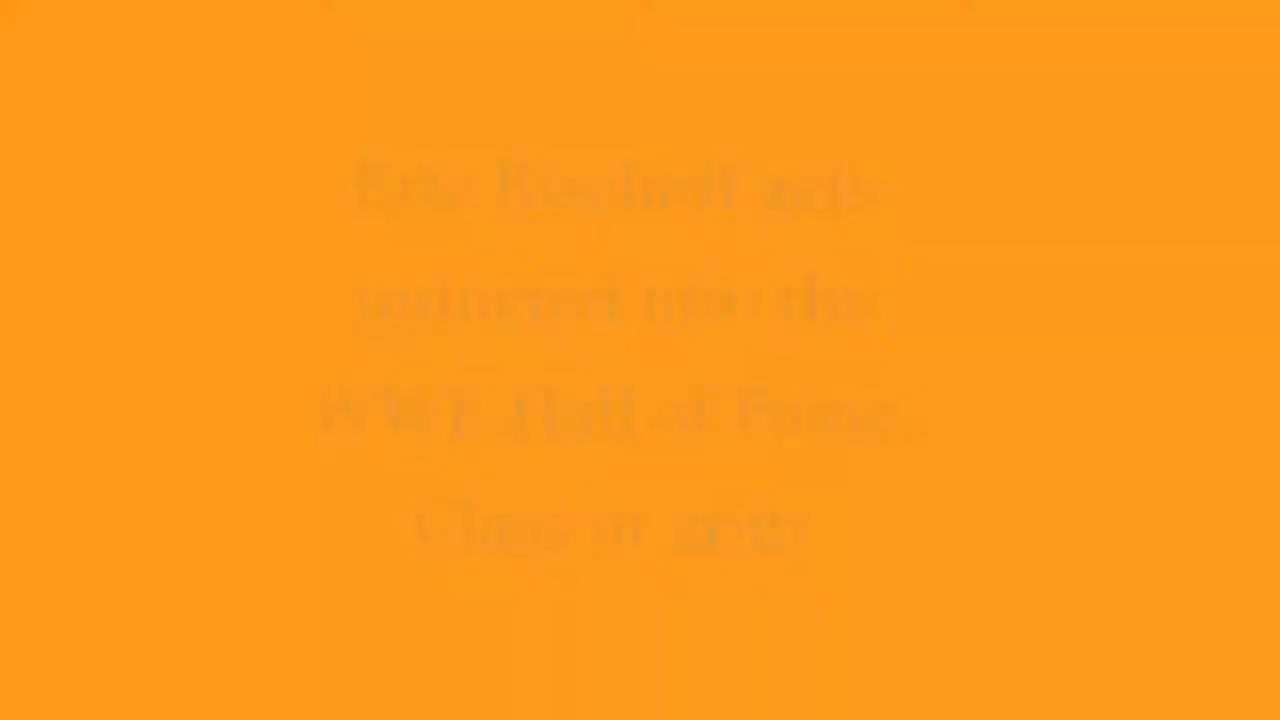 Eric Bischoff was
inducted into the
WWE Hall of Fame
Class of